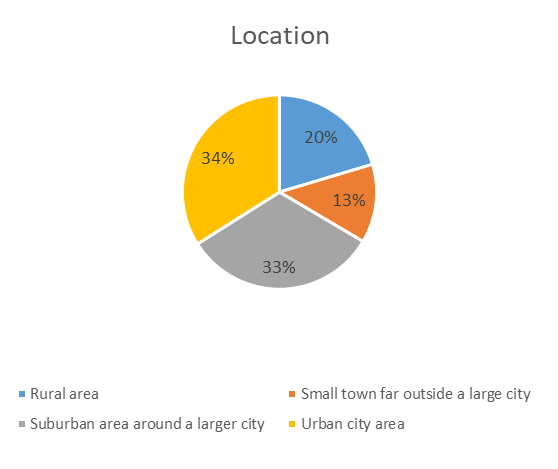 Location
20%
34%
13%
33%
Rural area
Small town far outside a large city
Suburban area around a larger city
Urban city area